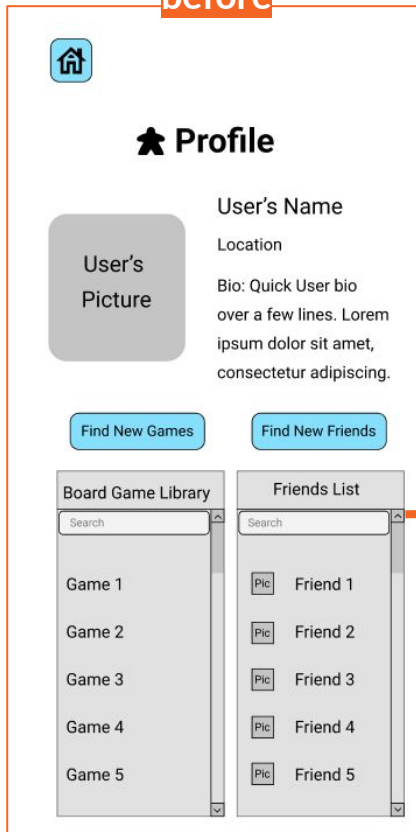 before
Profile
User's Name
Location
User's
Picture
Bio: Quick User bio
over a few lines. Lorem
ipsum dolor sit amet,
consectetur adipiscing.
Find New Games
Find New Friends
Board Game Library
Search
Game 1
Game 2
Game 3
Game 4
Game 5
Friends List
Search
Pic Friend 1
Pic Friend 2
Pic Friend 3
Pic Friend 4
Pic Friend 5